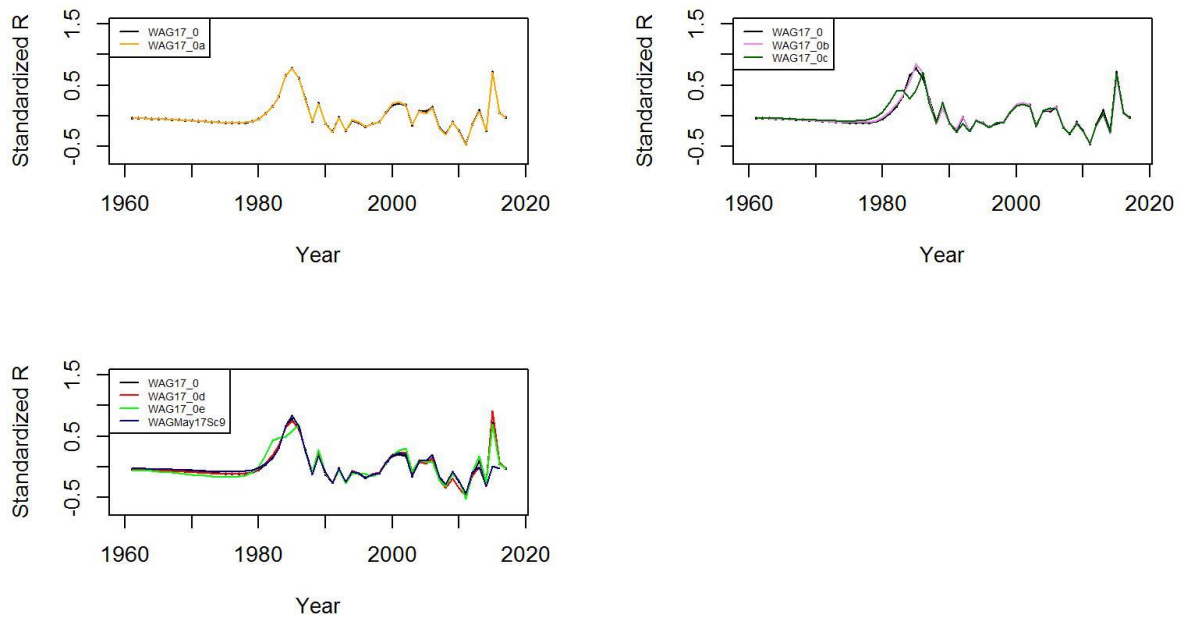 Standardized R
1.5
0.5
-0.5
WAG17_0
WAG17_0a
1960
1980
2000
2020
Year
Standardized R
1.5
0.5
-0.5
WAG17_0
WAG17_0b
WAG17_0c
1960
1980
2000
2020
Year
Standardized R
1.5
0.5
-0.5
WAG17_0
WAG17_0d
WAG17_0e
WAGMay17Sc9
1960
1980
2000
2020
Year